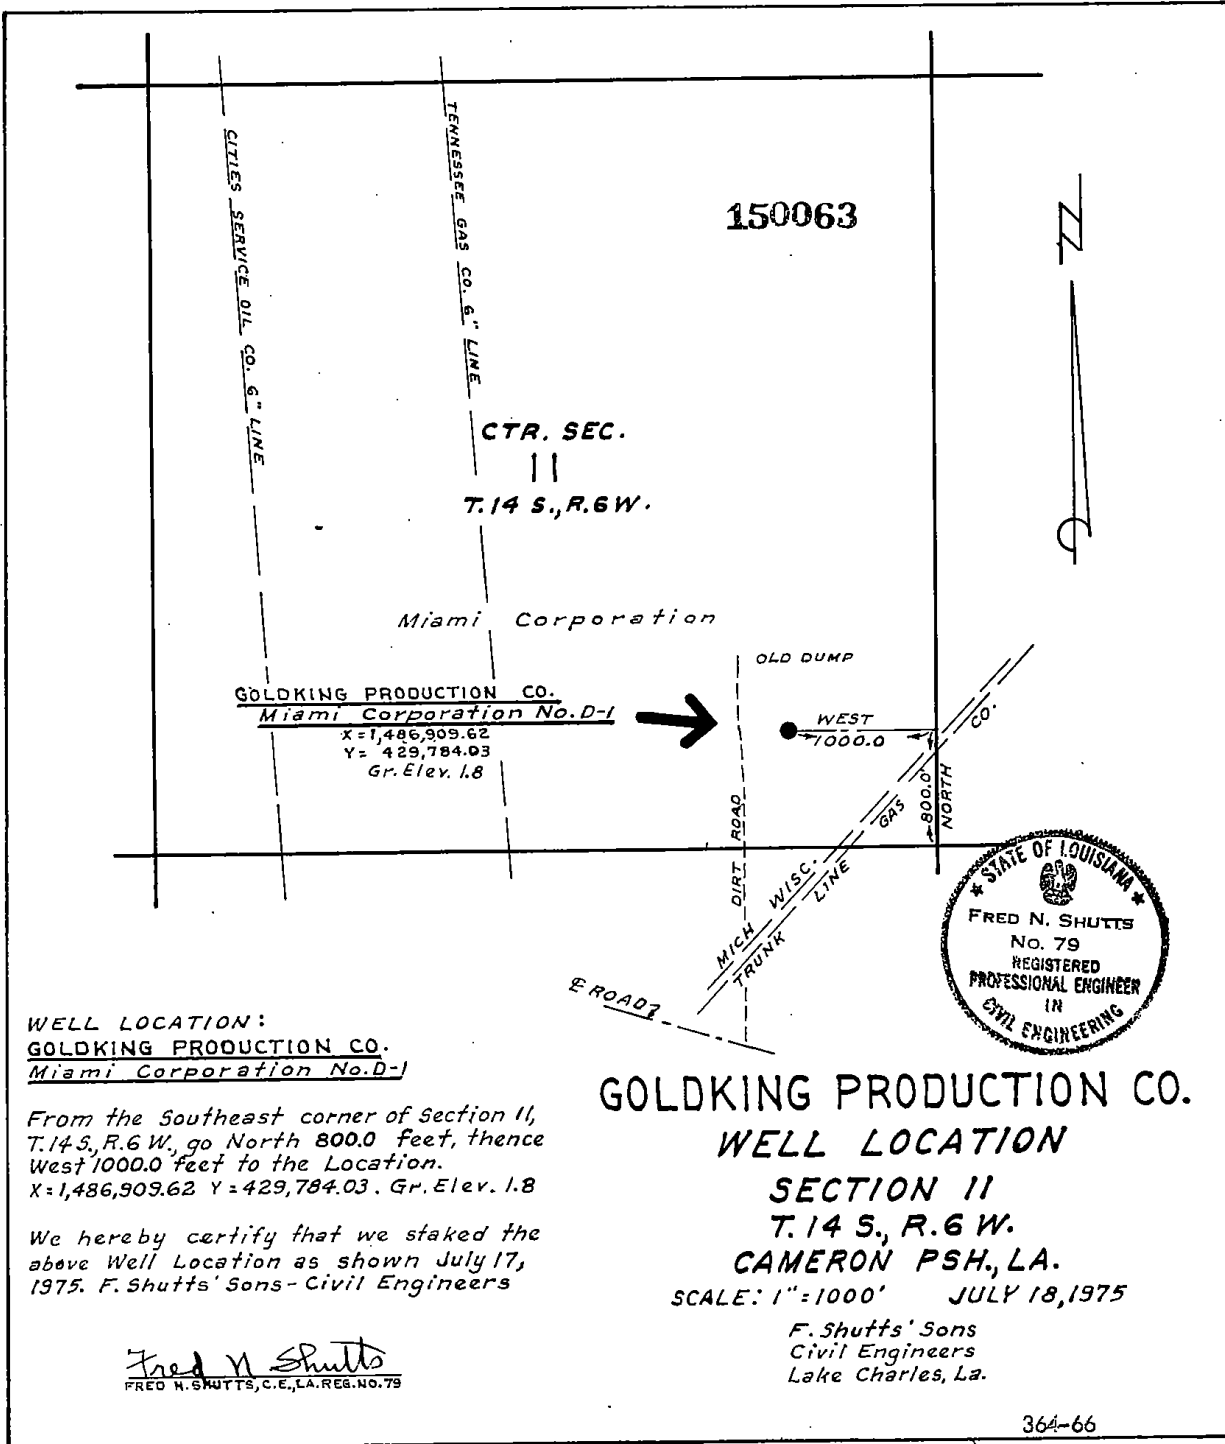 150063
N
CITIES SERVICE OIL CO. 6" LINE
TENNESSEE GAS CO. 6" LINE
CTR. SEC.
11
T.14 S., R.6 W.
Miami Corporation
OLD DUMP
GOLDKING PRODUCTION CO.
Miami Corporation No. D-1
X = 1,486,909.62
Y = 429,784.03
Gr. Elev. 1.8
WEST
1000.0
800.0'
NORTH
DIRT ROAD
MICH WISC. GAS CO.
TRUNK LINE
℄ ROAD
STATE OF LOUISIANA
FRED N. SHUTTS
No. 79
REGISTERED
PROFESSIONAL ENGINEER
IN
CIVIL ENGINEERING
WELL LOCATION:
GOLDKING PRODUCTION CO.
Miami Corporation No. D-1
From the Southeast corner of Section 11,
T.14 S., R.6 W., go North 800.0 feet, thence
West 1000.0 feet to the Location.
X = 1,486,909.62 Y = 429,784.03. Gr. Elev. 1.8
We hereby certify that we staked the
above Well Location as shown July 17,
1975. F. Shutts' Sons - Civil Engineers
Fred N Shutts
FRED N. SHUTTS, C.E., LA. REG. NO. 79
GOLDKING PRODUCTION CO.
WELL LOCATION
SECTION 11
T. 14 S., R. 6 W.
CAMERON PSH., LA.
SCALE: 1" = 1000' JULY 18, 1975
F. Shutts' Sons
Civil Engineers
Lake Charles, La.
364-66